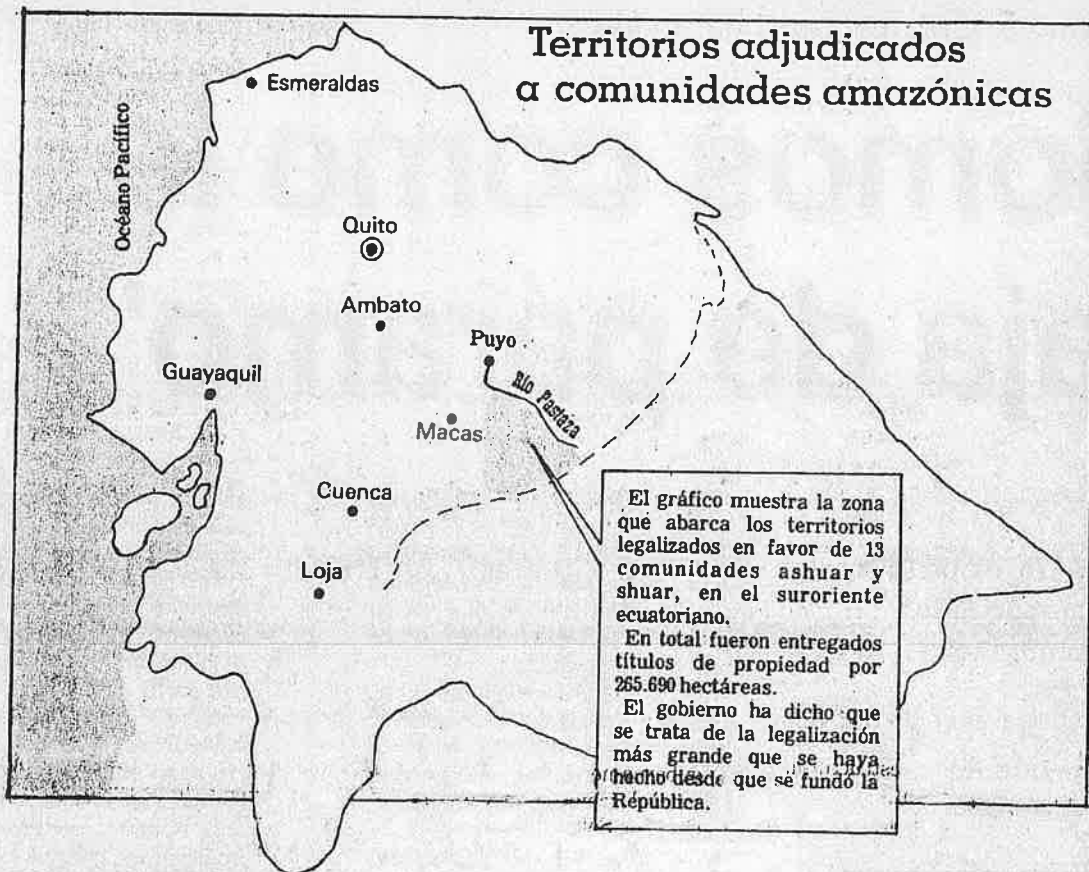 Territorios adjudicados
a comunidades amazónicas
Esmeraldas
Océano Pacífico
Quito
Ambato
Puyo
Río Pastaza
Guayaquil
Macas
Cuenca
Loja
El gráfico muestra la zona
que abarca los territorios
legalizados en favor de 13
comunidades ashuar y
shuar, en el suroriente
ecuatoriano.
En total fueron entregados
títulos de propiedad por
265.690 hectáreas.
El gobierno ha dicho que
se trata de la legalización
más grande que se haya
hecho desde que se fundó la
Républica.